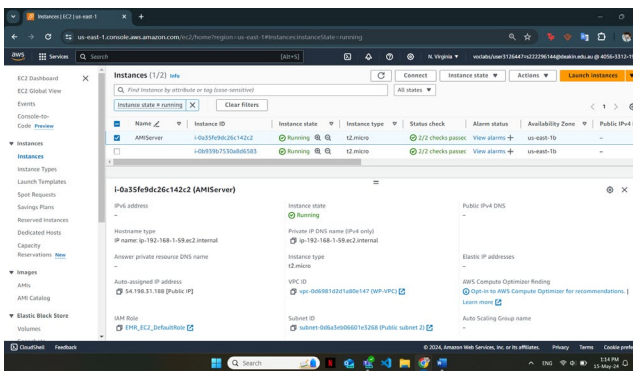 Instances | EC2 | us-east-1
us-east-1.console.aws.amazon.com/ec2/home?region=us-east-1#Instances:instanceState=running
aws Services Search [Alt+S] N. Virginia
EC2 Dashboard
EC2 Global View
Events
Console-to-Code Preview
Instances
Instances
Instance Types
Launch Templates
Spot Requests
Savings Plans
Reserved Instances
Dedicated Hosts
Capacity
Reservations New
Images
AMIs
AMI Catalog
Elastic Block Store
Volumes
Instances (1/2) Info
Connect Instance state Actions Launch instances
Find Instance by attribute or tag (case-sensitive) All states
Instance state = running Clear filters
1
Name Instance ID Instance state Instance type Status check Alarm status Availability Zone Public IPv4
AMIServer i-0a35fe9dc26c142c2 Running t2.micro 2/2 checks passec View alarms + us-east-1b –
i-0b939b7530a8d6583 Running t2.micro 2/2 checks passec View alarms + us-east-1b –
i-0a35fe9dc26c142c2 (AMIServer)
IPv6 address
–
Instance state
Running
Public IPv4 DNS
–
Hostname type
IP name: ip-192-168-1-59.ec2.internal
Private IP DNS name (IPv4 only)
ip-192-168-1-59.ec2.internal
Answer private resource DNS name
–
Instance type
t2.micro
Elastic IP addresses
–
Auto-assigned IP address
54.198.31.188 [Public IP]
VPC ID
vpc-0d6981d2d1a80e147 (WP-VPC)
AWS Compute Optimizer finding
Opt-in to AWS Compute Optimizer for recommendations. |
Learn more
IAM Role
EMR_EC2_DefaultRole
Subnet ID
subnet-0d6a3eb06601e3268 (Public subnet 2)
Auto Scaling Group name
–
CloudShell Feedback © 2024, Amazon Web Services, Inc. or its affiliates. Privacy Terms Cookie prefe
Search ENG 1:14 PM
15-May-24